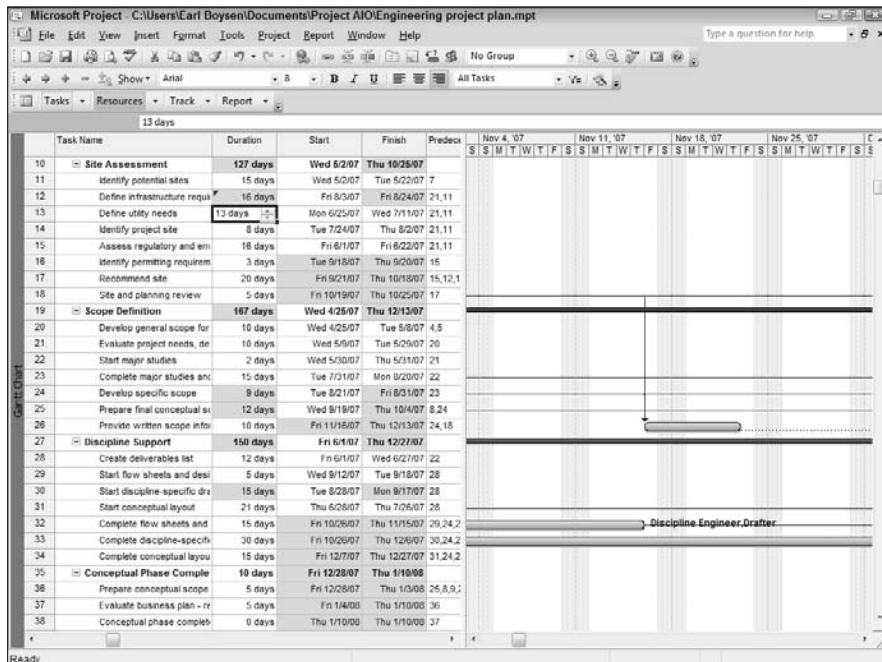 Microsoft Project - C:\Users\Earl Boysen\Documents\Project AIO\Engineering project plan.mpt
File Edit View Insert Format Tools Project Report Window Help
Type a question for help
No Group
Show Arial 8 B I U All Tasks
Tasks Resources Track Report
13 days
Task Name Duration Start Finish Predece
Nov 4, '07 Nov 11, '07 Nov 18, '07 Nov 25, '07
S S M T W T F S S M T W T F S S M T W T F S S M T W T F S S
10 Site Assessment 127 days Wed 5/2/07 Thu 10/25/07
11 Identify potential sites 15 days Wed 5/2/07 Tue 5/22/07 7
12 Define infrastructure requi 16 days Fri 8/3/07 Fri 8/24/07 21,11
13 Define utility needs 13 days Mon 6/25/07 Wed 7/11/07 21,11
14 Identify project site 8 days Tue 7/24/07 Thu 8/2/07 21,11
15 Assess regulatory and en 16 days Fri 6/1/07 Fri 6/22/07 21,11
16 Identify permitting requirem 3 days Tue 9/18/07 Thu 9/20/07 15
17 Recommend site 20 days Fri 9/21/07 Thu 10/18/07 15,12,1
18 Site and planning review 5 days Fri 10/19/07 Thu 10/25/07 17
19 Scope Definition 167 days Wed 4/25/07 Thu 12/13/07
20 Develop general scope for 10 days Wed 4/25/07 Tue 5/8/07 4,5
21 Evaluate project needs, de 10 days Wed 5/9/07 Tue 5/29/07 20
22 Start major studies 2 days Wed 5/30/07 Thu 5/31/07 21
23 Complete major studies and 15 days Tue 7/31/07 Mon 8/20/07 22
24 Develop specific scope 9 days Tue 8/21/07 Fri 8/31/07 23
25 Prepare final conceptual s 12 days Wed 9/19/07 Thu 10/4/07 8,24
26 Provide written scope info 10 days Fri 11/16/07 Thu 12/13/07 24,18
27 Discipline Support 150 days Fri 6/1/07 Thu 12/27/07
28 Create deliverables list 12 days Fri 6/1/07 Wed 6/27/07 22
29 Start flow sheets and desi 5 days Wed 9/12/07 Tue 9/18/07 28
30 Start discipline-specific dra 15 days Tue 8/28/07 Mon 9/17/07 28
31 Start conceptual layout 21 days Thu 6/28/07 Thu 7/26/07 28
32 Complete flow sheets and 15 days Fri 10/26/07 Thu 11/15/07 29,24,2 Discipline Engineer,Drafter
33 Complete discipline-specifi 30 days Fri 10/26/07 Thu 12/6/07 30,24,2
34 Complete conceptual layou 15 days Fri 12/7/07 Thu 12/27/07 31,24,2
35 Conceptual Phase Comple 10 days Fri 12/28/07 Thu 1/10/08
36 Prepare conceptual scope 5 days Fri 12/28/07 Thu 1/3/08 25,8,9,2
37 Evaluate business plan - re 5 days Fri 1/4/08 Thu 1/10/08 36
38 Conceptual phase complet 0 days Thu 1/10/08 Thu 1/10/08 37
Gantt Chart
Ready